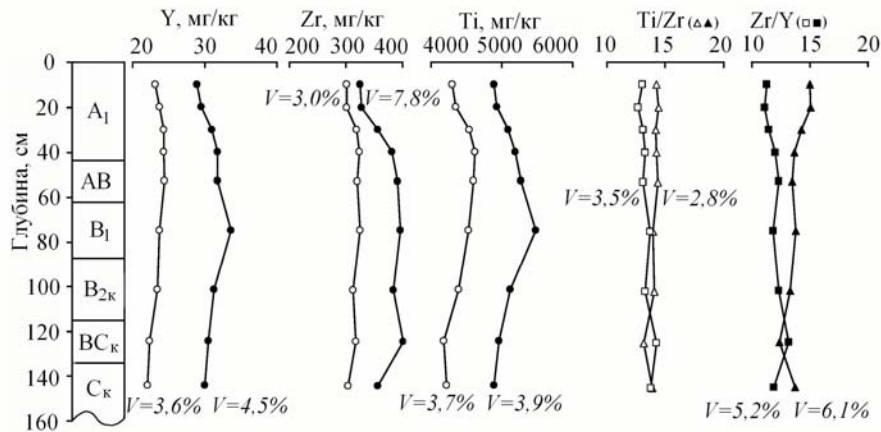 Y, мг/кг Zr, мг/кг Ti, мг/кг Ti/Zr (△▲) Zr/Y (□■)
20 30 40 200 300 400 4000 5000 6000 10 15 20 10 15 20
0
20
40
60
80
100
120
140
160
Глубина, см
A₁
AB
B₁
B₂ₖ
BCₖ
Cₖ
V=3,0% V=7,8%
V=3,5% V=2,8%
V=3,6% V=4,5% V=3,7% V=3,9% V=5,2% V=6,1%